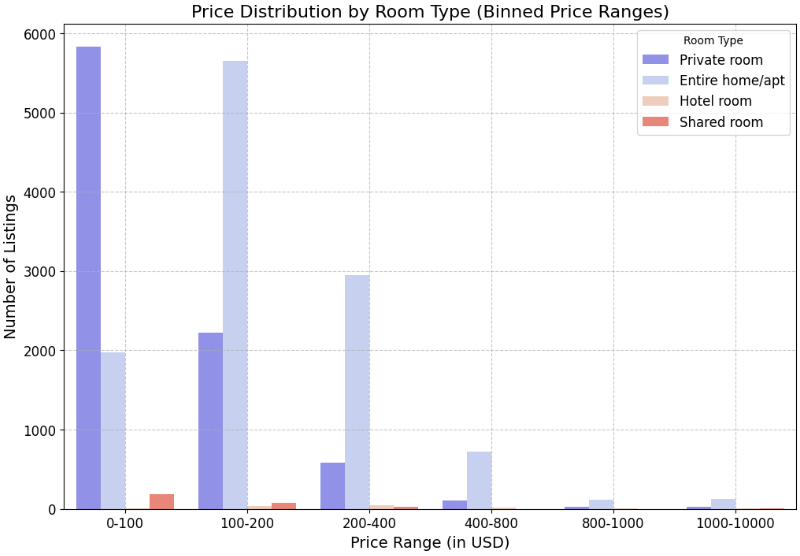 Price Distribution by Room Type (Binned Price Ranges)
Room Type
Private room
Entire home/apt
Hotel room
Shared room
6000
5000
4000
3000
2000
1000
0
Number of Listings
0-100
100-200
200-400
400-800
800-1000
1000-10000
Price Range (in USD)